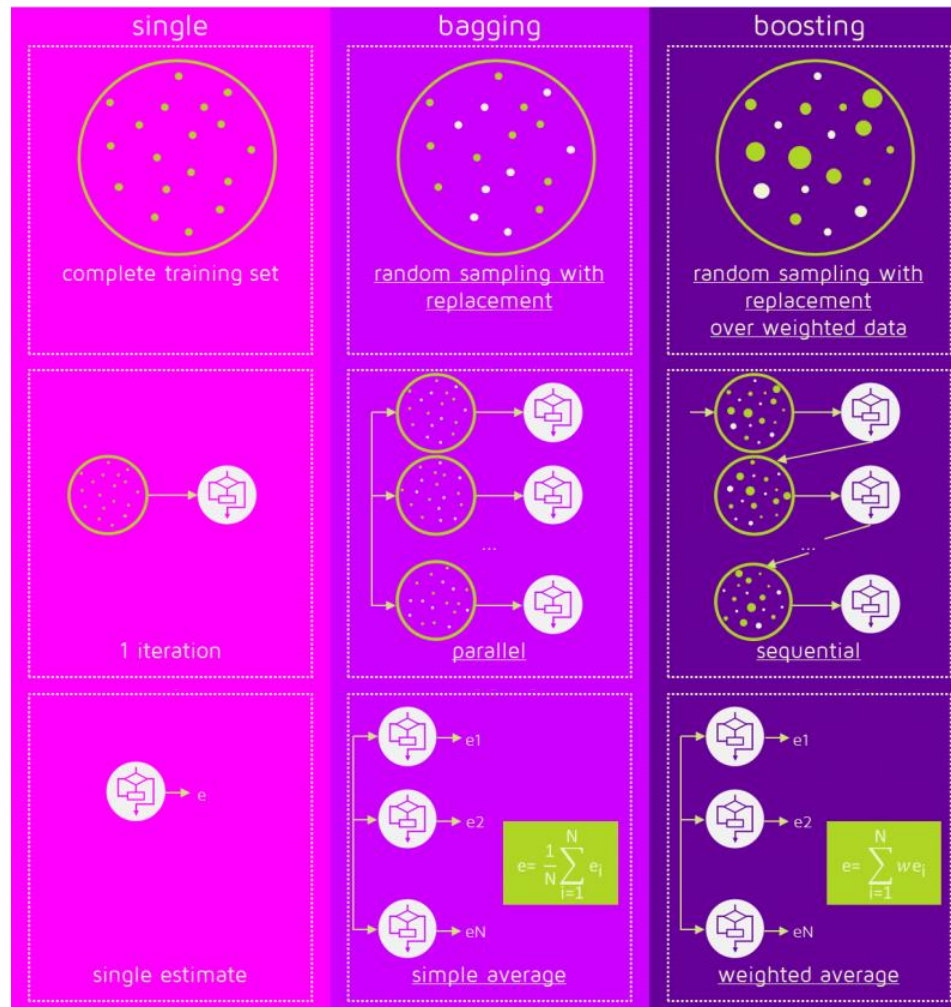 single
bagging
boosting
complete training set
random sampling with
replacement
random sampling with
replacement
over weighted data
1 iteration
...
parallel
...
sequential
e
single estimate
e1
e2
eN
e= 1/N ∑ i=1 N e_i
simple average
e1
e2
eN
e= ∑ i=1 N w e_i
weighted average